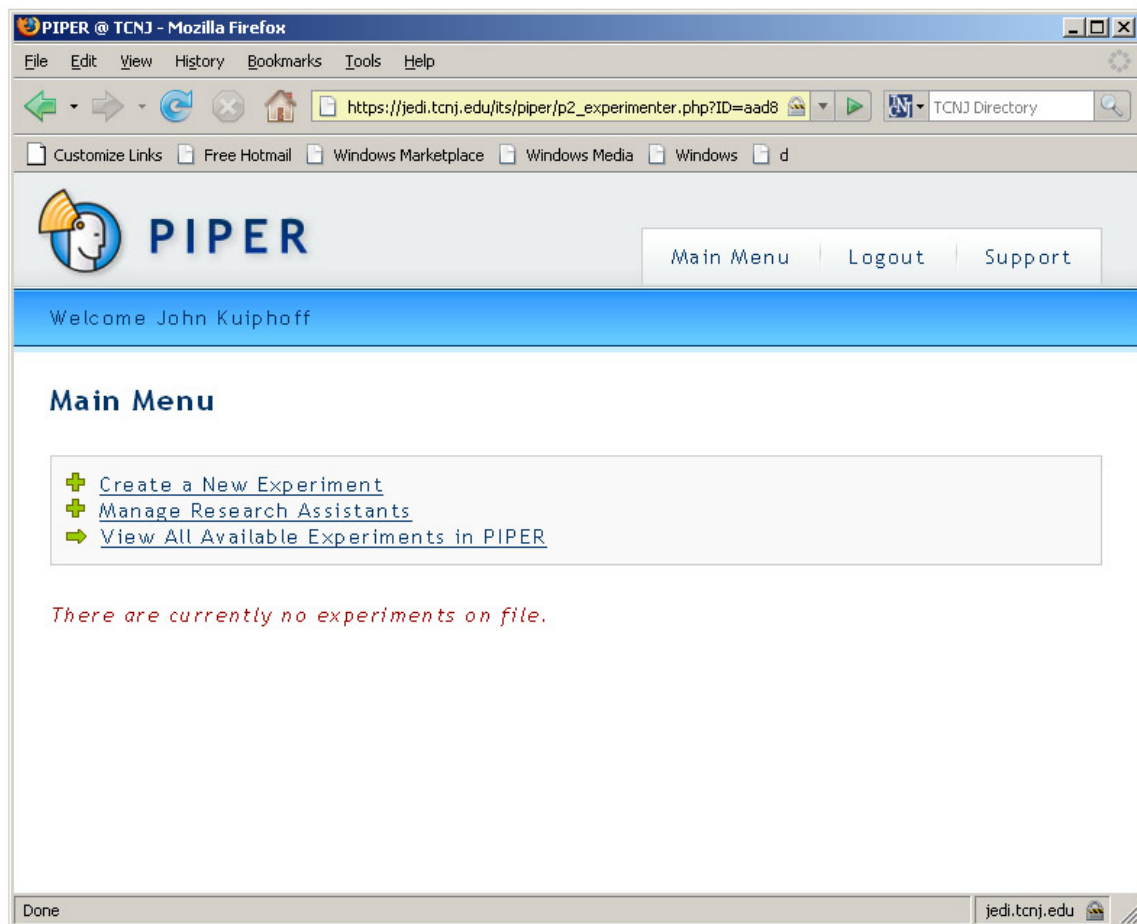 PIPER @ TCNJ - Mozilla Firefox
File Edit View History Bookmarks Tools Help
https://jedi.tcnj.edu/its/piper/p2_experimenter.php?ID=aad8 TCNJ Directory
Customize Links Free Hotmail Windows Marketplace Windows Media Windows d
PIPER
Main Menu Logout Support
Welcome John Kuiphoff
Main Menu
Create a New Experiment
Manage Research Assistants
View All Available Experiments in PIPER
There are currently no experiments on file.
Done jedi.tcnj.edu